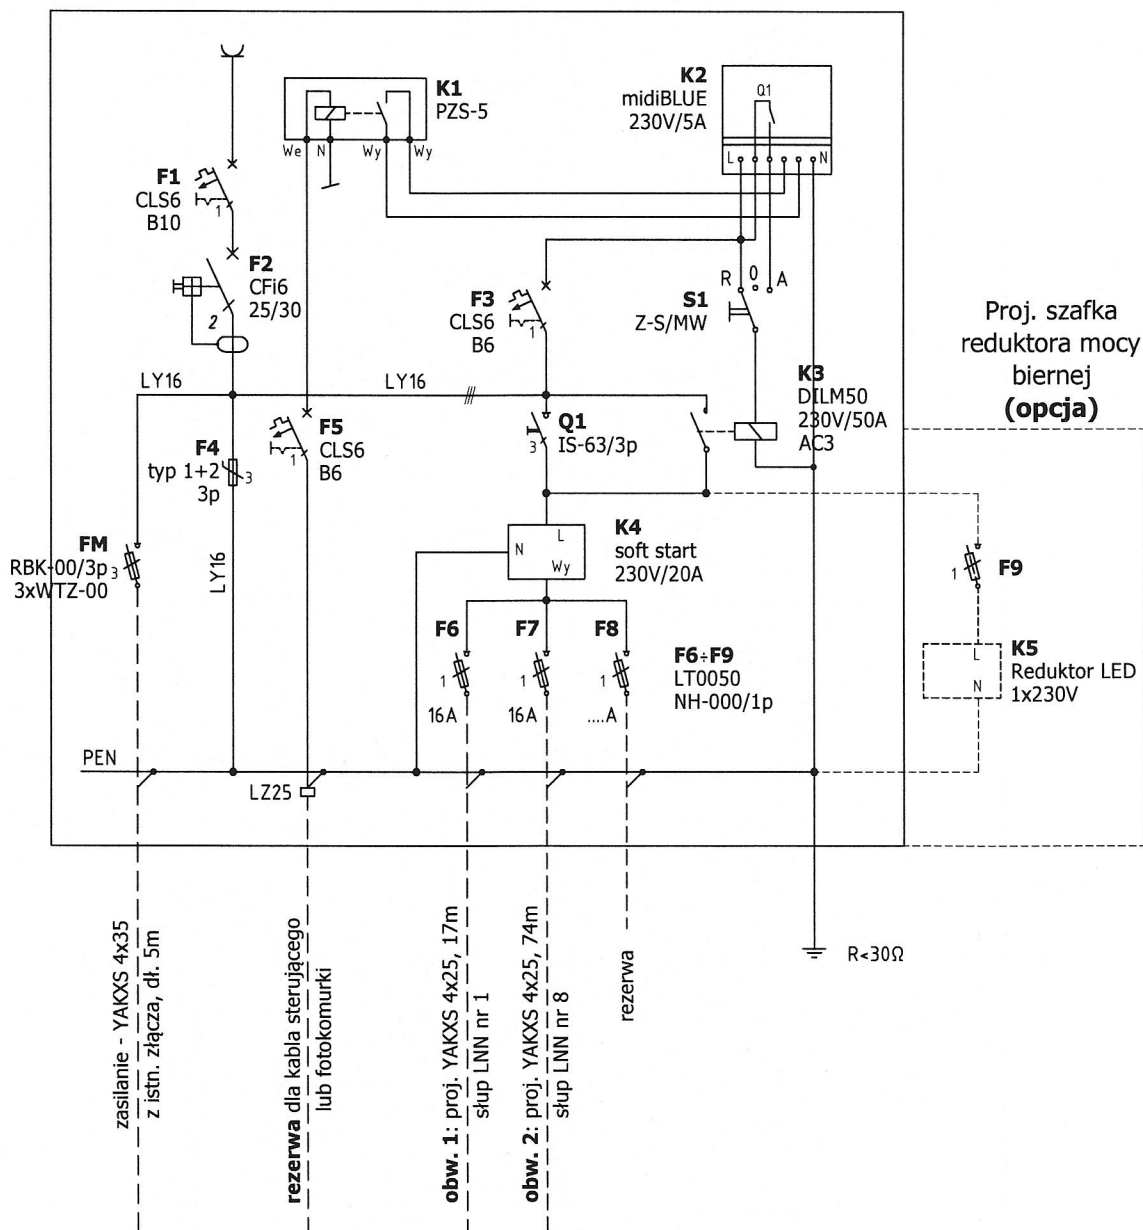 K1
PZS-5
We
N
Wy
Wy
K2
midiBLUE
230V/5A
Q1
L
N
F1
CLS6
B10
1
F2
CFi6
25/30
2
F3
CLS6
B6
1
R
0
A
S1
Z-S/MW
Proj. szafka
reduktora mocy
biernej
(opcja)
LY16
LY16
K3
DILM50
230V/50A
AC3
F4
typ 1+2
3p
3
F5
CLS6
B6
1
Q1
IS-63/3p
3
FM
RBK-00/3p
3xWTZ-00
3
LY16
K4
soft start
230V/20A
L
N
Wy
F9
1
F6
F7
F8
1
1
1
16A
16A
....A
F6÷F9
LT0050
NH-000/1p
K5
Reduktor LED
1x230V
L
N
PEN
LZ25
R<30Ω
zasilanie - YAKXS 4x35
z istn. złącza, dł. 5m
rezerwa dla kabla sterującego
lub fotokomurki
obw. 1: proj. YAKXS 4x25, 17m
słup LNN nr 1
obw. 2: proj. YAKXS 4x25, 74m
słup LNN nr 8
rezerwa